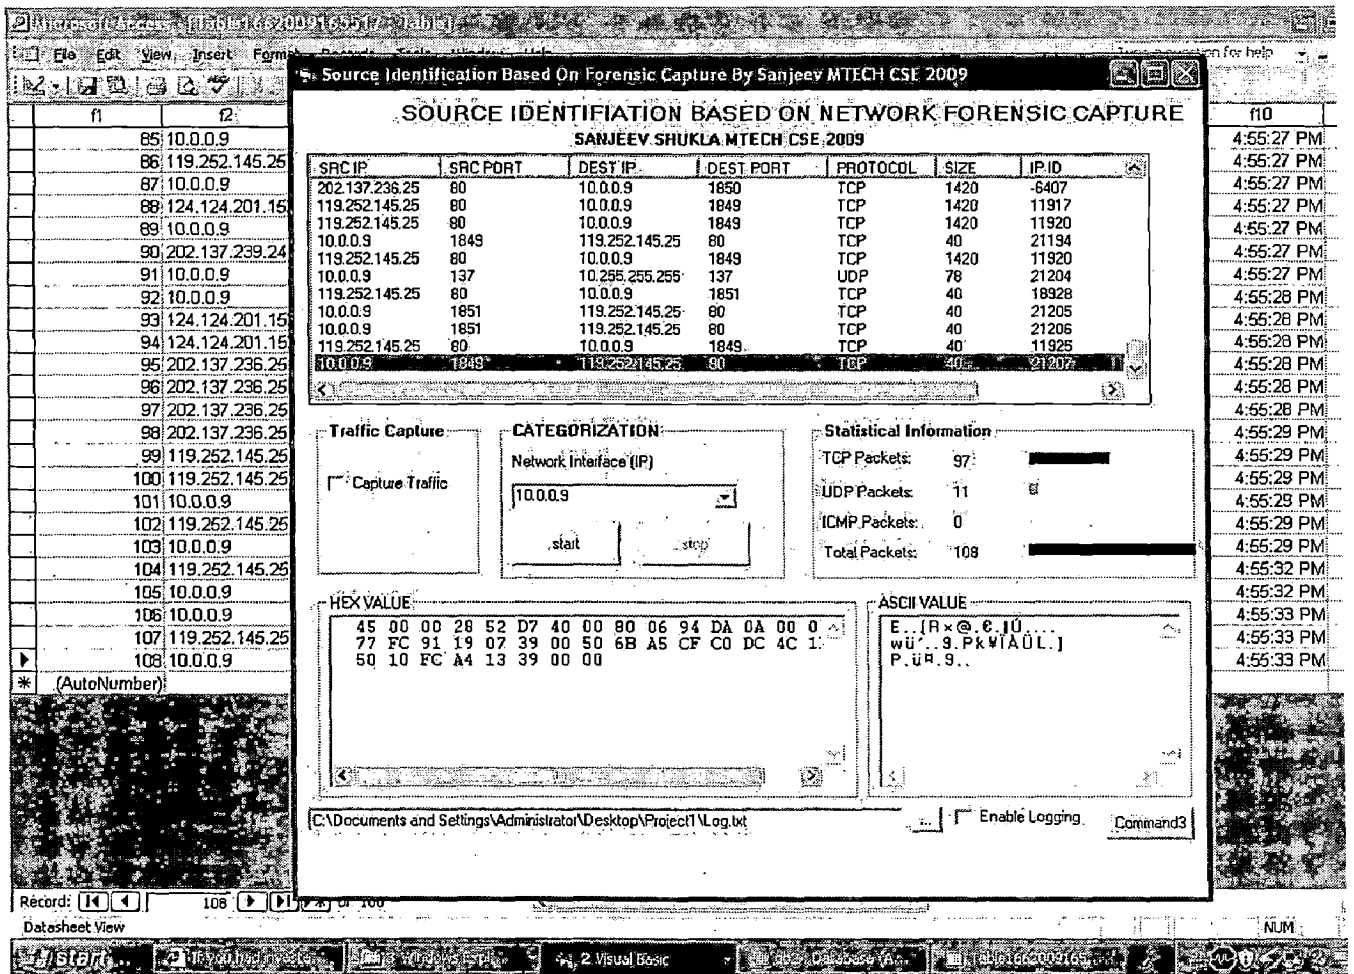 Microsoft Access - [Table1662009165517 : Table]
File Edit View Insert Format Records Tools Window Help
Source Identification Based On Forensic Capture By Sanjeev MTECH CSE 2009
SOURCE IDENTIFIATION BASED ON NETWORK FORENSIC CAPTURE
SANJEEV SHUKLA MTECH CSE 2009
SRC IP SRC PORT DEST IP DEST PORT PROTOCOL SIZE IP-ID
202.137.236.25 80 10.0.0.9 1850 TCP 1420 -6407
119.252.145.25 80 10.0.0.9 1849 TCP 1420 11917
119.252.145.25 80 10.0.0.9 1849 TCP 1420 11920
10.0.0.9 1849 119.252.145.25 80 TCP 40 21194
119.252.145.25 80 10.0.0.9 1849 TCP 1420 11920
10.0.0.9 137 10.255.255.255 137 UDP 78 21204
119.252.145.25 80 10.0.0.9 1851 TCP 40 18928
10.0.0.9 1851 119.252.145.25 80 TCP 40 21205
10.0.0.9 1851 119.252.145.25 80 TCP 40 21206
119.252.145.25 80 10.0.0.9 1849 TCP 40 11925
10.0.0.9 1849 119.252.145.25 80 TCP 40 21207
f1 f2 f10
85 10.0.0.9 4:55:27 PM
86 119.252.145.25 4:55:27 PM
87 10.0.0.9 4:55:27 PM
88 124.124.201.15 4:55:27 PM
89 10.0.0.9 4:55:27 PM
90 202.137.239.24 4:55:27 PM
91 10.0.0.9 4:55:27 PM
92 10.0.0.9 4:55:28 PM
93 124.124.201.15 4:55:28 PM
94 124.124.201.15 4:55:28 PM
95 202.137.236.25 4:55:28 PM
96 202.137.236.25 4:55:28 PM
97 202.137.236.25 4:55:28 PM
98 202.137.236.25 4:55:29 PM
99 119.252.145.25 4:55:29 PM
100 119.252.145.25 4:55:29 PM
101 10.0.0.9 4:55:29 PM
102 119.252.145.25 4:55:29 PM
103 10.0.0.9 4:55:29 PM
104 119.252.145.25 4:55:32 PM
105 10.0.0.9 4:55:32 PM
106 10.0.0.9 4:55:33 PM
107 119.252.145.25 4:55:33 PM
108 10.0.0.9 4:55:33 PM
(AutoNumber)
Traffic Capture
Capture Traffic
CATEGORIZATION
Network Interface (IP)
10.0.0.9
start stop
Statistical Information
TCP Packets: 97
UDP Packets: 11
ICMP Packets: 0
Total Packets: 108
HEX VALUE
45 00 00 28 52 D7 40 00 80 06 94 DA 0A 00 0
77 FC 91 19 07 39 00 50 6B A5 CF C0 DC 4C 1
50 10 FC A4 13 39 00 00
ASCII VALUE
E..(R×@.€.]Ú....
wü´..9.Pk¥ÏÀÜL.]
P.ü¤.9..
C:\Documents and Settings\Administrator\Desktop\Project1\Log.txt
... Enable Logging Command3
Record: 108
Datasheet View NUM
start 2 Visual Basic